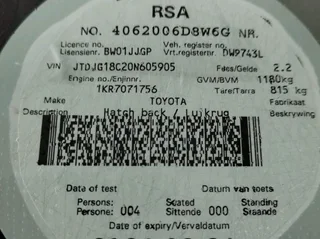 RSA
NO. 4062006D8W6G NR.
Licence no./ Lisensienr. BW01JJGP Veh. register no./ Vrt.registernr. DWP743L
VIN JTDJG18C20N605905 Fees/Gelde 2.2
Engine no./Enjinnr. 1KR7071756 GVM/BVM 1180kg
Tare/Tarra 815 kg
Make TOYOTA Fabrikaat
Description Hatch back / Luikrug Beskrywing
Date of test Datum van toets
Persons: Seated Standing
Persone: 004 Sittende 000 Staande
Date of expiry/Vervaldatum